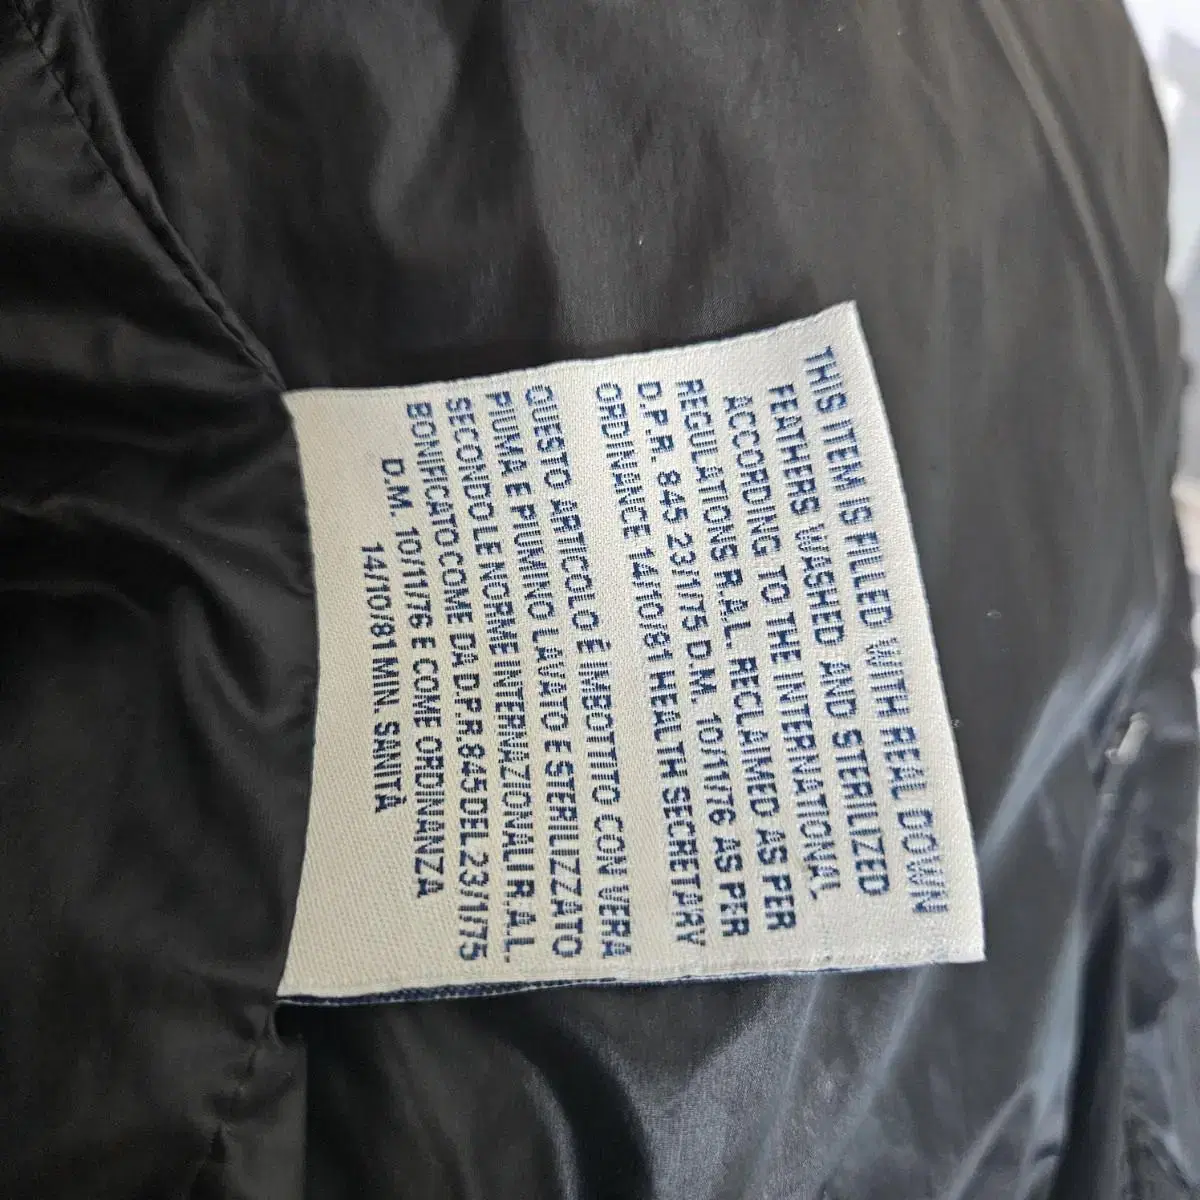 THIS ITEM IS FILLED WITH REAL DOWN
FEATHERS WASHED AND STERILIZED
ACCORDING TO THE INTERNATIONAL
REGULATIONS R.A.L. RECLAIMED AS PER
D.P.R. 845 23/1/75 D.M. 10/11/76 AS PER
ORDINANCE 14/10/81 HEALTH SECRETARY
QUESTO ARTICOLO É IMBOTTITO CON VERA
PIUMA E PIUMINO LAVATO E STERILIZZATO
SECONDO LE NORME INTERNAZIONALI R.A.L.
BONIFICATO COME DA D.P.R. 845 DEL 23/1/75
D.M. 10/11/76 E COME ORDINANZA
14/10/81 MIN. SANITÀ